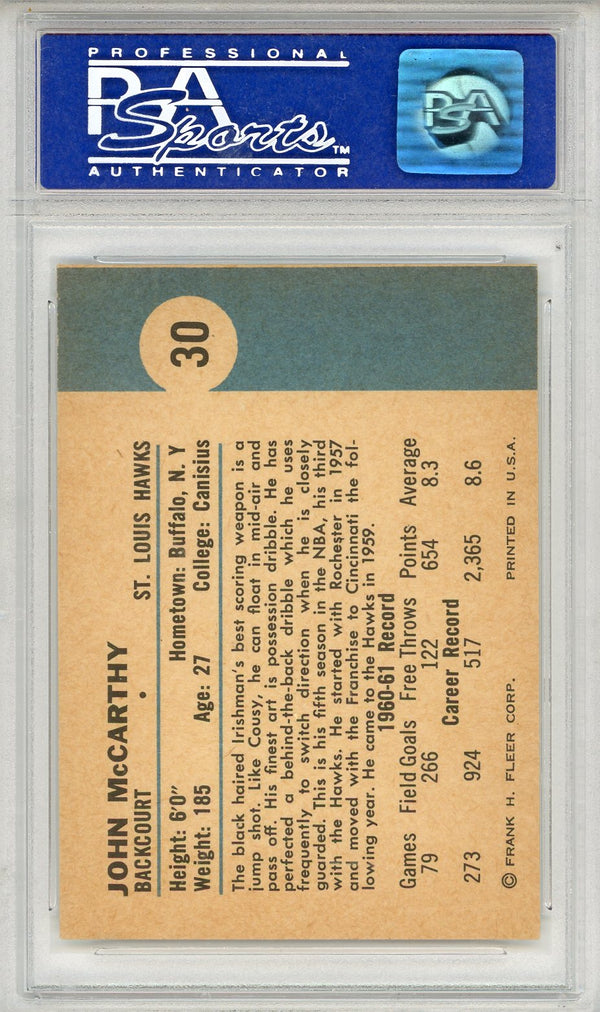 PROFESSIONAL
PSA
Sports™
AUTHENTICATOR
PSA
30
JOHN McCARTHY
BACKCOURT • ST. LOUIS HAWKS
Height: 6'0" Hometown: Buffalo, N. Y
Weight: 185 Age: 27 College: Canisius
The black haired Irishman's best scoring weapon is a
jump shot. Like Cousy, he can float in mid-air and
pass off. His finest art is possession dribble. He has
perfected a behind-the-back dribble which he uses
frequently to switch direction when he is closely
guarded. This is his fifth season in the NBA, his third
with the Hawks. He started with Rochester in 1957
and moved with the Franchise to Cincinnati the fol-
lowing year. He came to the Hawks in 1959.
1960-61 Record
Games Field Goals Free Throws Points Average
79 266 122 654 8.3
Career Record
273 924 517 2,365 8.6
© FRANK H. FLEER CORP. PRINTED IN U.S.A.